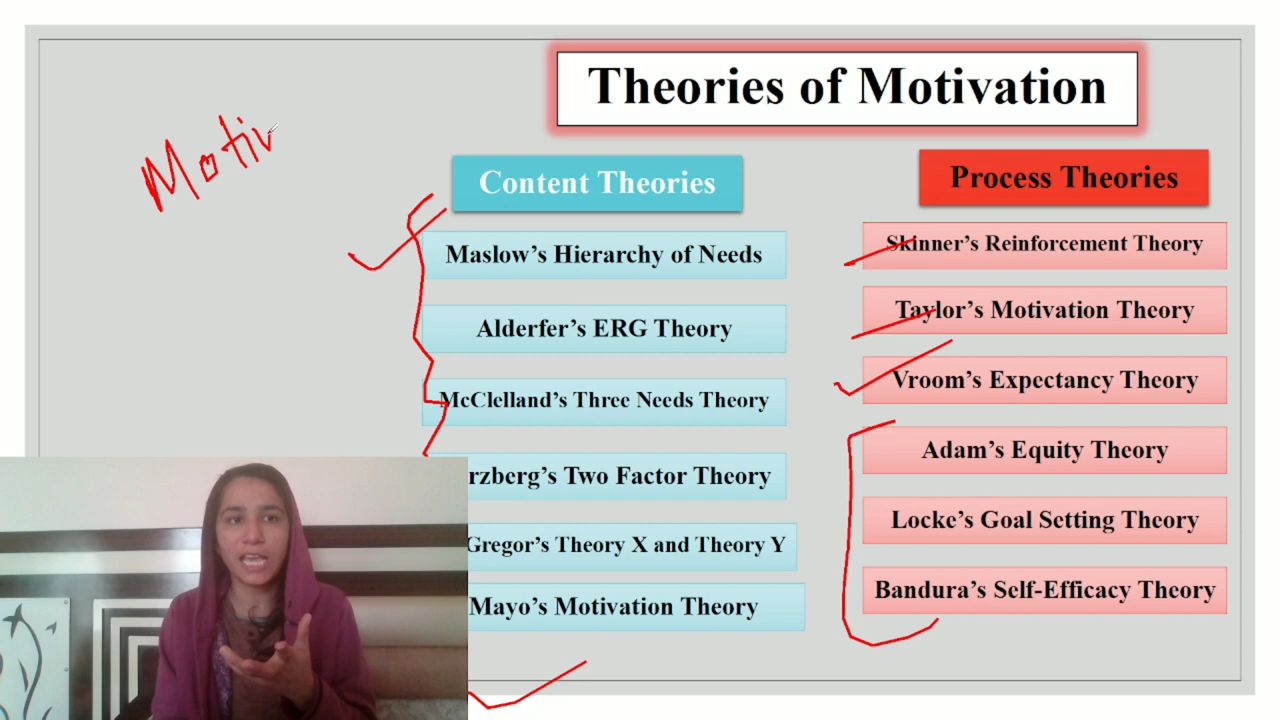 Theories of Motivation
Motiv
Content Theories
Maslow's Hierarchy of Needs
Alderfer's ERG Theory
McClelland's Three Needs Theory
rzberg's Two Factor Theory
Gregor's Theory X and Theory Y
Mayo's Motivation Theory
Process Theories
Skinner's Reinforcement Theory
Taylor's Motivation Theory
Vroom's Expectancy Theory
Adam's Equity Theory
Locke's Goal Setting Theory
Bandura's Self-Efficacy Theory